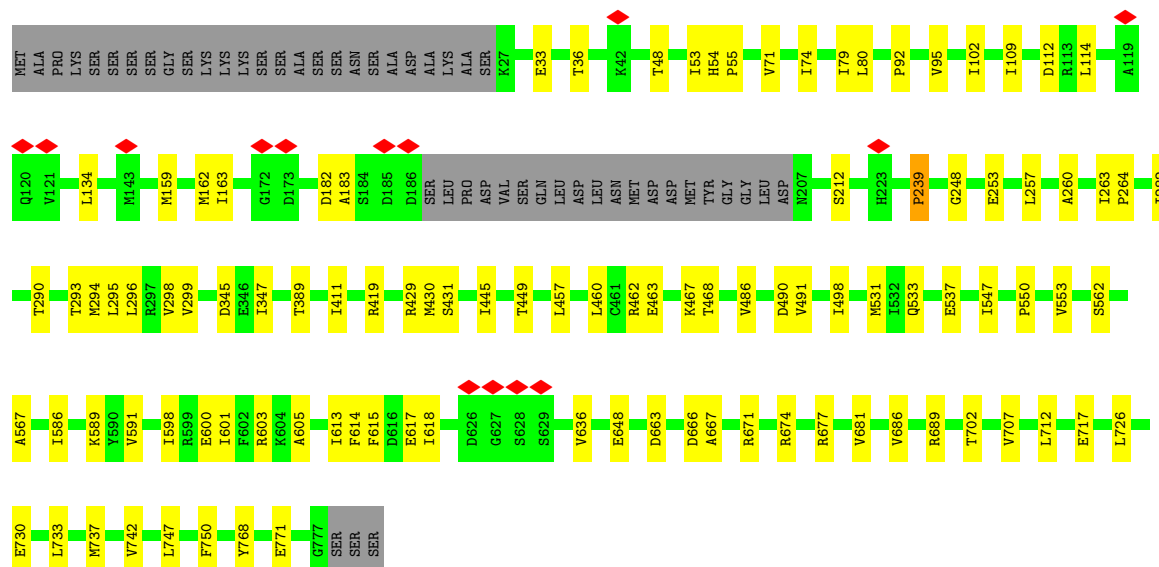 MET ALA PRO LYS SER SER SER SER GLY SER LYS LYS LYS SER SER ALA SER SER ASN SER ALA ASP ALA LYS ALA SER K27 E33 T36 K42 T48 I53 H54 P55 V71 I74 I79 L80 P92 V95 I102 I109 D112 R113 L114 A119
Q120 V121 L134 M143 M159 M162 I163 G172 D173 D182 A183 S184 D185 D186 SER LEU PRO ASP VAL SER GLN LEU ASP ASP LEU ASN MET ASP ASP MET TYR GLY GLY LEU ASP N207 S212 H223 P239 G248 E253 L257 A260 I263 P264
T290 T293 M294 L295 L296 R297 V298 V299 D345 E346 I347 T389 I411 R419 R429 M430 S431 I445 T449 L457 L460 C461 R462 E463 K467 T468 V486 D490 V491 I498 M531 I532 Q533 E537 I547 P550 V553 S562
A567 I586 K589 Y590 V591 I598 R599 E600 I601 F602 R603 K604 A605 I613 F614 F615 D616 E617 I618 D626 G627 S628 S629 V636 E648 D663 D666 A667 R671 R674 R677 V681 V686 R689 T702 V707 L712 E717 L726
E730 L733 M737 V742 L747 F750 Y768 E771 G777 SER SER SER